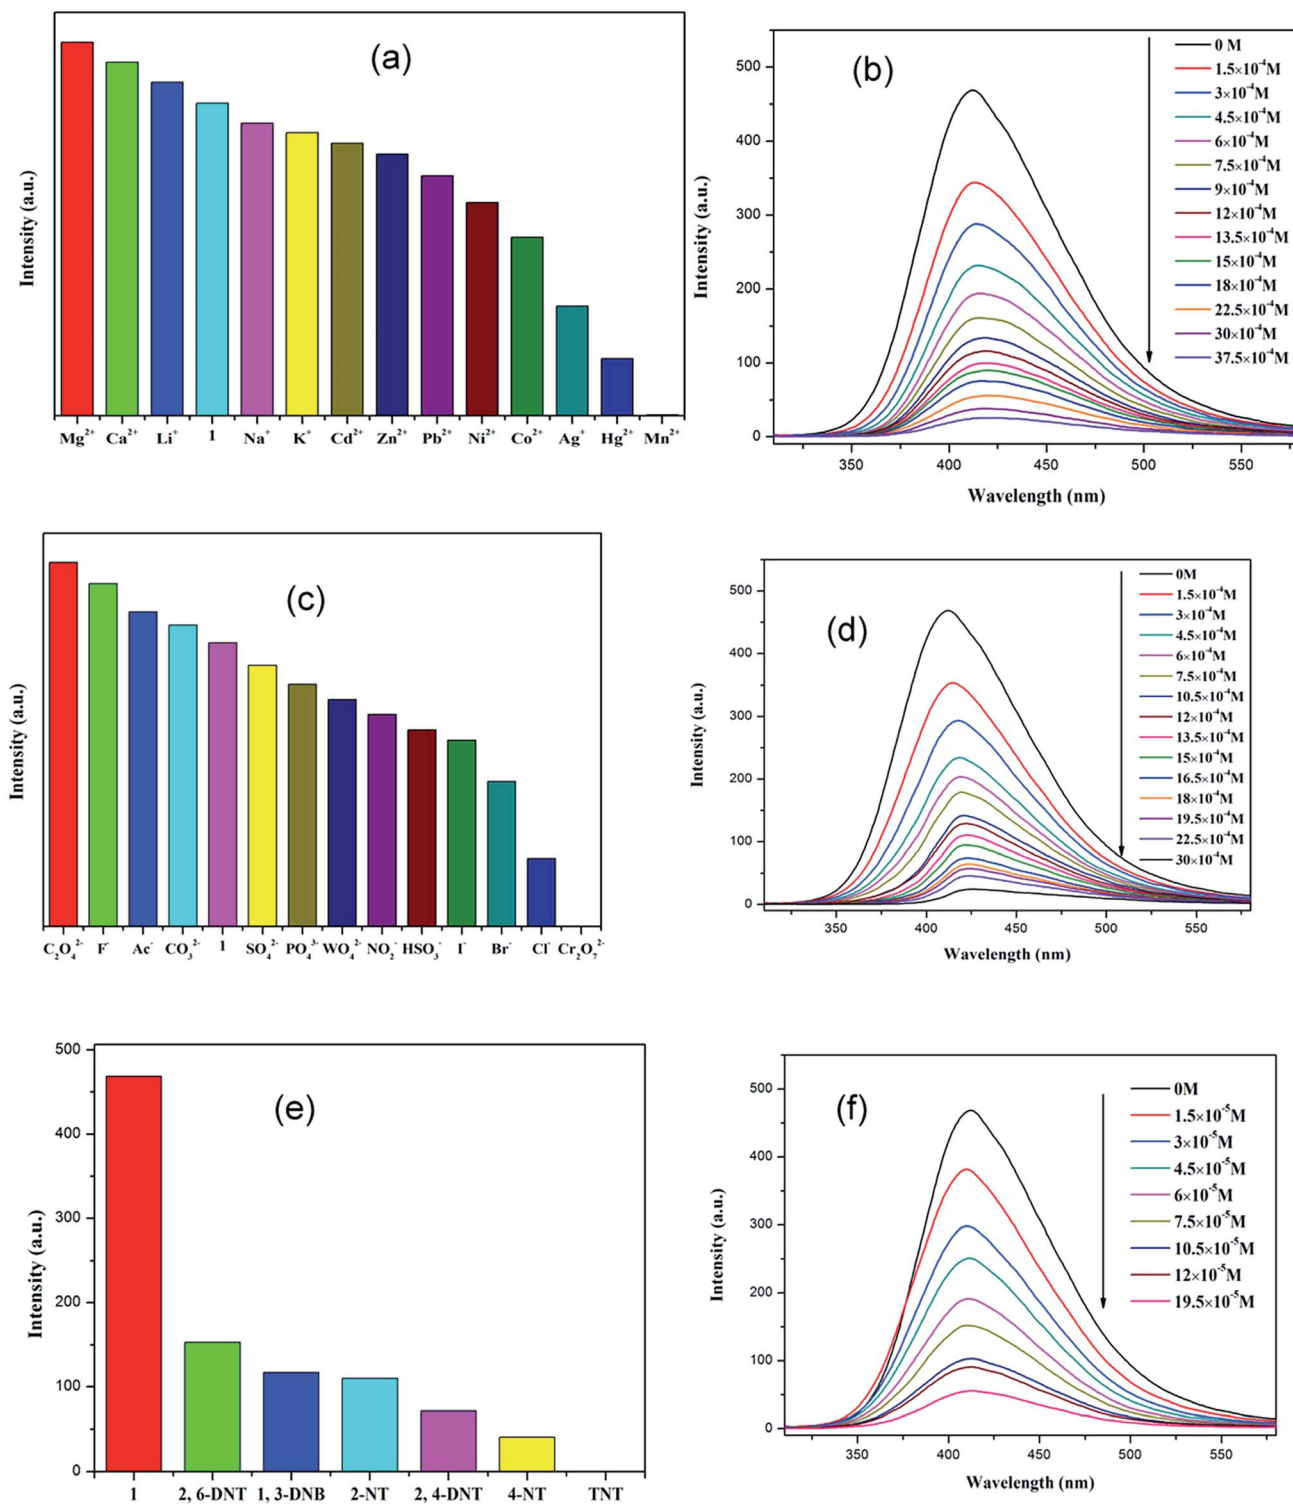 (a)
Intensity (a.u.)
Mg²⁺ Ca²⁺ Li⁺ 1 Na⁺ K⁺ Cd²⁺ Zn²⁺ Pb²⁺ Ni²⁺ Co²⁺ Ag⁺ Hg²⁺ Mn²⁺
(b)
Intensity (a.u.)
500
400
300
200
100
0
350 400 450 500 550
Wavelength (nm)
0 M
1.5×10⁻⁴M
3×10⁻⁴M
4.5×10⁻⁴M
6×10⁻⁴M
7.5×10⁻⁴M
9×10⁻⁴M
12×10⁻⁴M
13.5×10⁻⁴M
15×10⁻⁴M
18×10⁻⁴M
22.5×10⁻⁴M
30×10⁻⁴M
37.5×10⁻⁴M
(c)
Intensity (a.u.)
C₂O₄²⁻ F⁻ Ac⁻ CO₃²⁻ 1 SO₄²⁻ PO₄³⁻ WO₄²⁻ NO₂⁻ HSO₃⁻ I⁻ Br⁻ Cl⁻ Cr₂O₇²⁻
(d)
Intensity (a.u.)
500
400
300
200
100
0
350 400 450 500 550
Wavelength (nm)
0M
1.5×10⁻⁴M
3×10⁻⁴M
4.5×10⁻⁴M
6×10⁻⁴M
7.5×10⁻⁴M
10.5×10⁻⁴M
12×10⁻⁴M
13.5×10⁻⁴M
15×10⁻⁴M
16.5×10⁻⁴M
18×10⁻⁴M
19.5×10⁻⁴M
22.5×10⁻⁴M
30×10⁻⁴M
(e)
Intensity (a.u.)
500
400
300
200
100
0
1 2, 6-DNT 1, 3-DNB 2-NT 2, 4-DNT 4-NT TNT
(f)
Intensity (a.u.)
500
400
300
200
100
0
350 400 450 500 550
Wavelength (nm)
0M
1.5×10⁻⁵M
3×10⁻⁵M
4.5×10⁻⁵M
6×10⁻⁵M
7.5×10⁻⁵M
10.5×10⁻⁵M
12×10⁻⁵M
19.5×10⁻⁵M